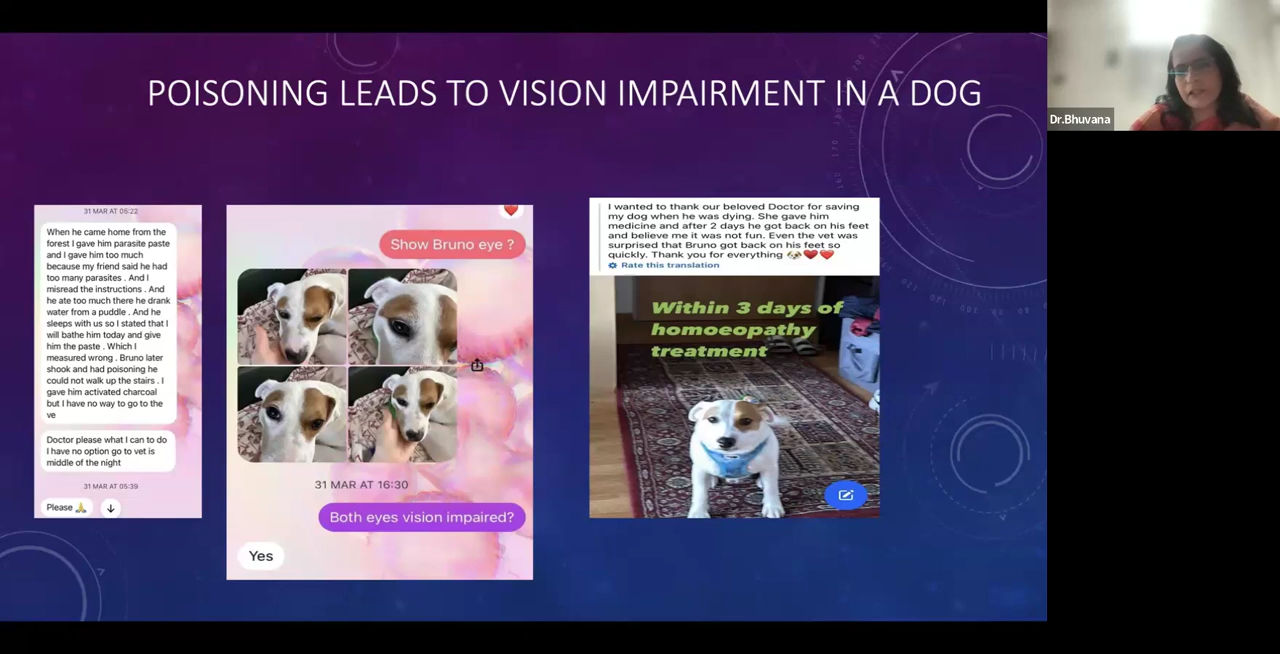 POISONING LEADS TO VISION IMPAIRMENT IN A DOG
Dr.Bhuvana
31 MAR AT 05:22
When he came home from the
forest I gave him parasite paste
and I gave him too much
because my friend said he had
too many parasites . And I
misread the instructions . And
he ate too much there he drank
water from a puddle . And he
sleeps with us so I stated that I
will bathe him today and give
him the paste . Which I
measured wrong . Bruno later
shook and had poisoning he
could not walk up the stairs . I
gave him activated charcoal
but I have no way to go to the
ve
Doctor please what I can to do
I have no option go to vet is
middle of the night
31 MAR AT 05:39
Please 🙏
Show Bruno eye ?
31 MAR AT 16:30
Both eyes vision impaired?
Yes
I wanted to thank our beloved Doctor for saving
my dog when he was dying. She gave him
medicine and after 2 days he got back on his feet
and believe me it was not fun. Even the vet was
surprised that Bruno got back on his feet so
quickly. Thank you for everything 🐶❤️❤️
Rate this translation
Within 3 days of
homoeopathy
treatment